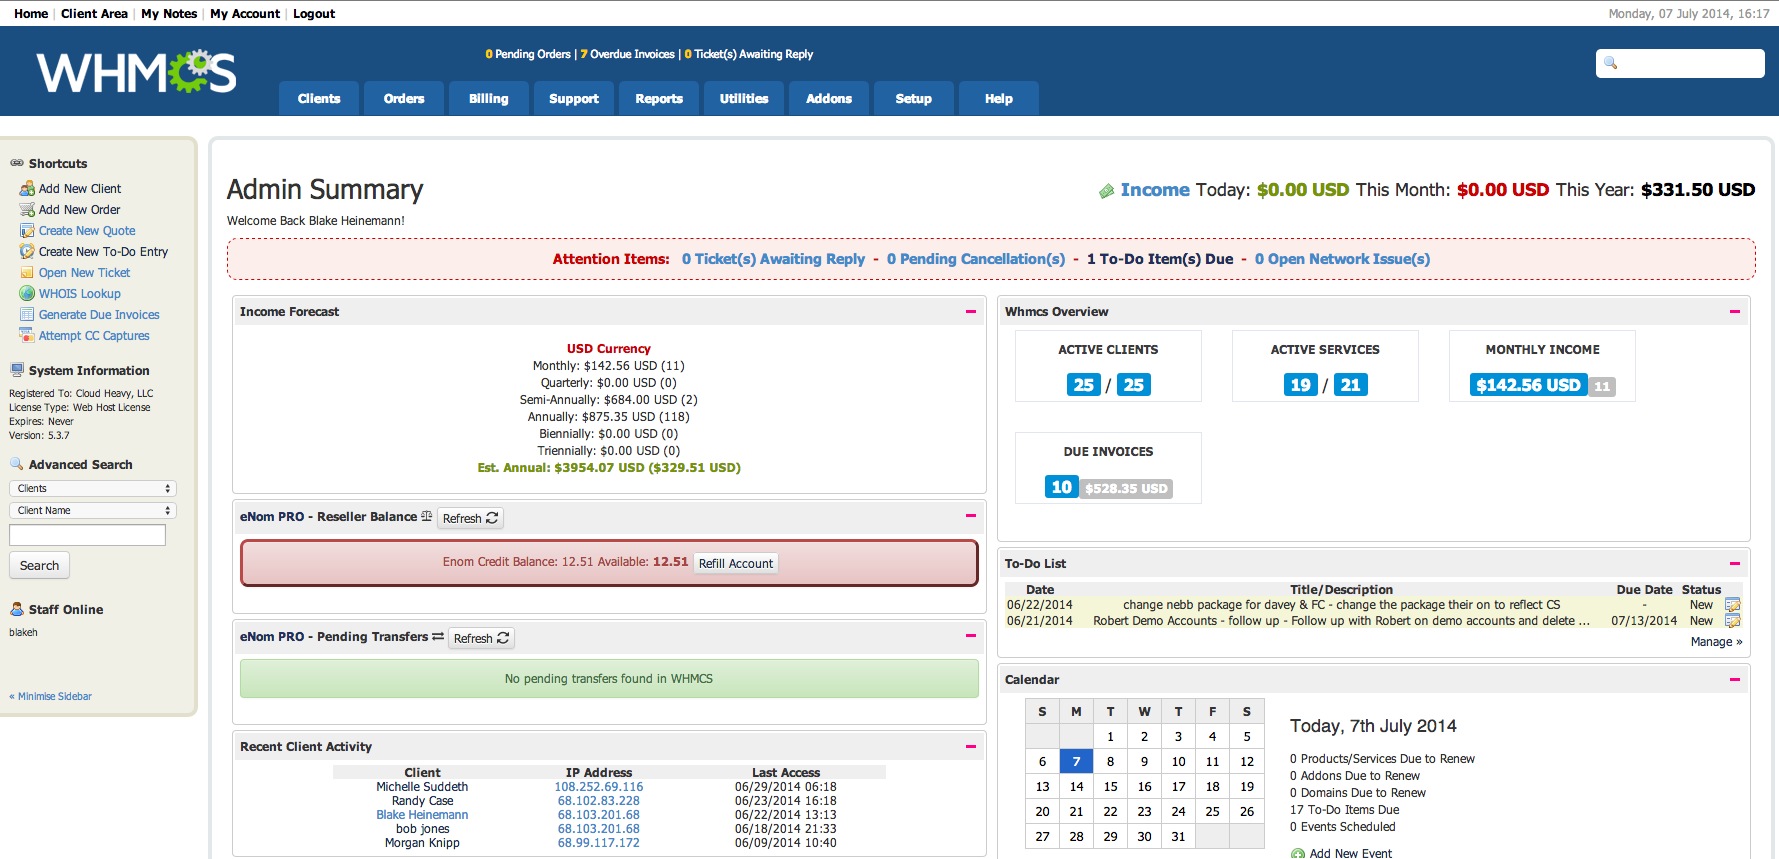 Home | Client Area | My Notes | My Account | Logout
Monday, 07 July 2014, 16:17
WHMCS
0 Pending Orders | 7 Overdue Invoices | 0 Ticket(s) Awaiting Reply
Clients Orders Billing Support Reports Utilities Addons Setup Help
Shortcuts
Add New Client
Add New Order
Create New Quote
Create New To-Do Entry
Open New Ticket
WHOIS Lookup
Generate Due Invoices
Attempt CC Captures
System Information
Registered To: Cloud Heavy, LLC
License Type: Web Host License
Expires: Never
Version: 5.3.7
Advanced Search
Clients
Client Name
Search
Staff Online
blakeh
« Minimise Sidebar
Admin Summary
Income Today: $0.00 USD This Month: $0.00 USD This Year: $331.50 USD
Welcome Back Blake Heinemann!
Attention Items: 0 Ticket(s) Awaiting Reply - 0 Pending Cancellation(s) - 1 To-Do Item(s) Due - 0 Open Network Issue(s)
Income Forecast
USD Currency
Monthly: $142.56 USD (11)
Quarterly: $0.00 USD (0)
Semi-Annually: $684.00 USD (2)
Annually: $875.35 USD (118)
Biennially: $0.00 USD (0)
Triennially: $0.00 USD (0)
Est. Annual: $3954.07 USD ($329.51 USD)
eNom PRO - Reseller Balance Refresh
Enom Credit Balance: 12.51 Available: 12.51 Refill Account
eNom PRO - Pending Transfers Refresh
No pending transfers found in WHMCS
Recent Client Activity
Client IP Address Last Access
Michelle Suddeth 108.252.69.116 06/29/2014 06:18
Randy Case 68.102.83.228 06/23/2014 16:18
Blake Heinemann 68.103.201.68 06/22/2014 13:13
bob jones 68.103.201.68 06/18/2014 21:33
Morgan Knipp 68.99.117.172 06/09/2014 10:40
Whmcs Overview
ACTIVE CLIENTS
25 / 25
ACTIVE SERVICES
19 / 21
MONTHLY INCOME
$142.56 USD 11
DUE INVOICES
10 $528.35 USD
To-Do List
Date Title/Description Due Date Status
06/22/2014 change nebb package for davey & FC - change the package their on to reflect CS - New
06/21/2014 Robert Demo Accounts - follow up - Follow up with Robert on demo accounts and delete ... 07/13/2014 New
Manage »
Calendar
S M T W T F S
1 2 3 4 5
6 7 8 9 10 11 12
13 14 15 16 17 18 19
20 21 22 23 24 25 26
27 28 29 30 31
Today, 7th July 2014
0 Products/Services Due to Renew
0 Addons Due to Renew
0 Domains Due to Renew
17 To-Do Items Due
0 Events Scheduled
Add New Event